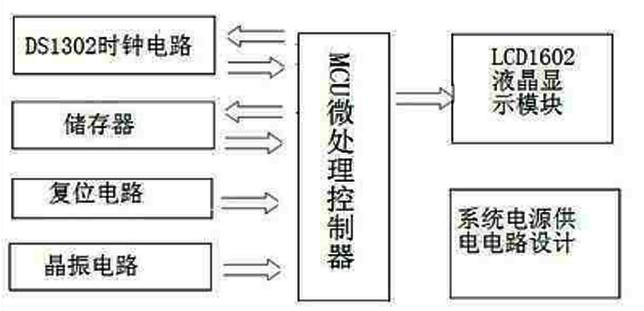 DS1302时钟电路
储存器
复位电路
晶振电路
MCU微处理控制器
LCD1602
液晶显
示模块
系统电源供
电电路设计